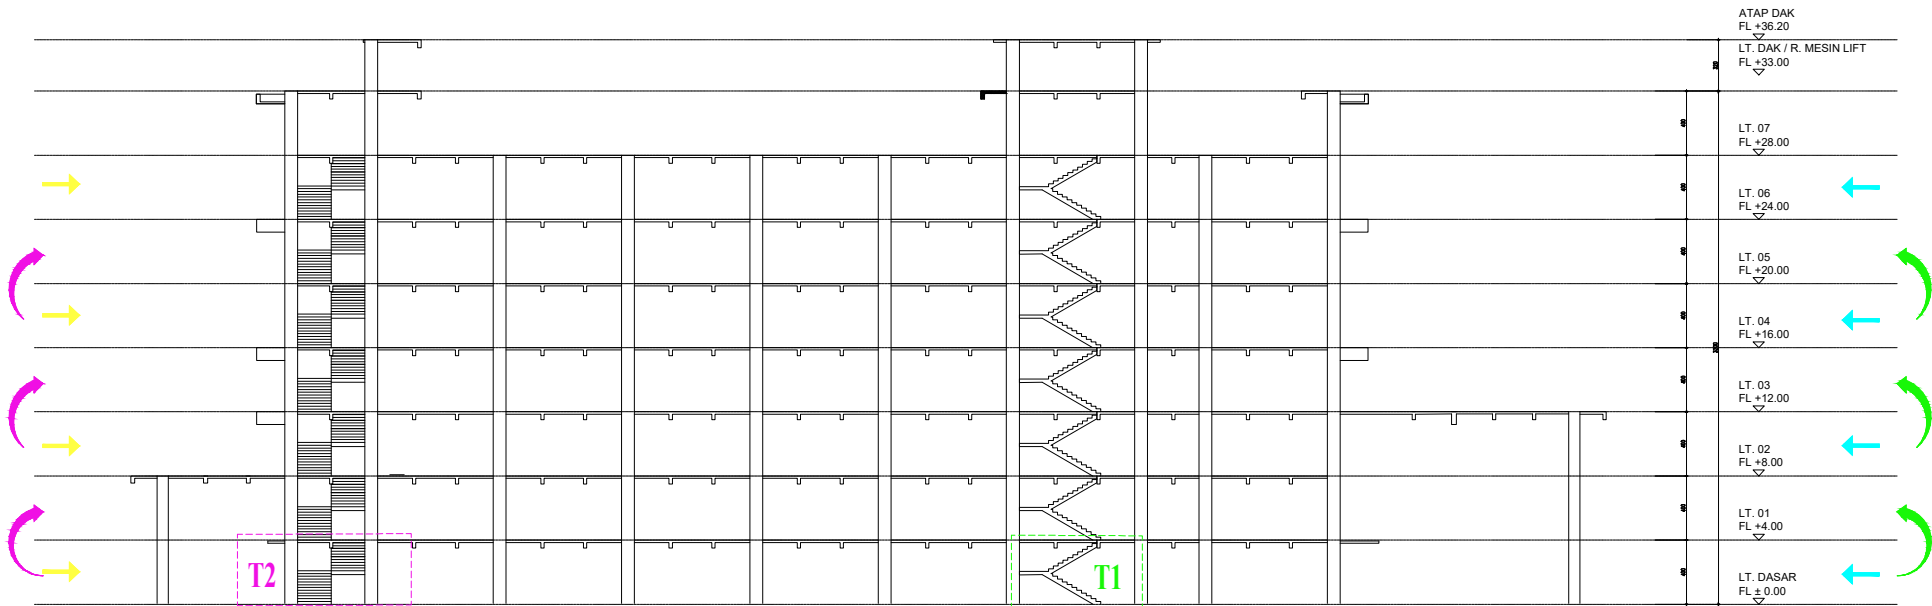 ATAP DAK
FL +36.20
LT. DAK / R. MESIN LIFT
FL +33.00
LT. 07
FL +28.00
LT. 06
FL +24.00
LT. 05
FL +20.00
LT. 04
FL +16.00
LT. 03
FL +12.00
LT. 02
FL +8.00
LT. 01
FL +4.00
LT. DASAR
FL ± 0.00
T2
T1